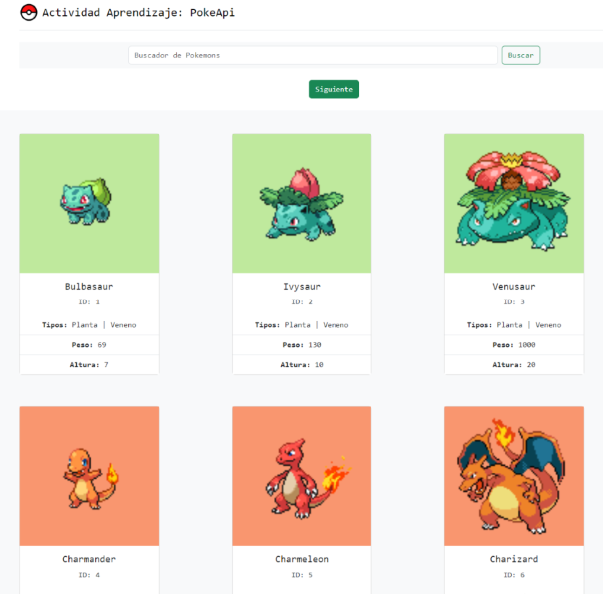 Actividad Aprendizaje: PokeApi
Buscador de Pokemons
Buscar
Siguiente
Bulbasaur
ID: 1
Tipos: Planta | Veneno
Peso: 69
Altura: 7
Ivysaur
ID: 2
Tipos: Planta | Veneno
Peso: 130
Altura: 10
Venusaur
ID: 3
Tipos: Planta | Veneno
Peso: 1000
Altura: 20
Charmander
ID: 4
Charmeleon
ID: 5
Charizard
ID: 6